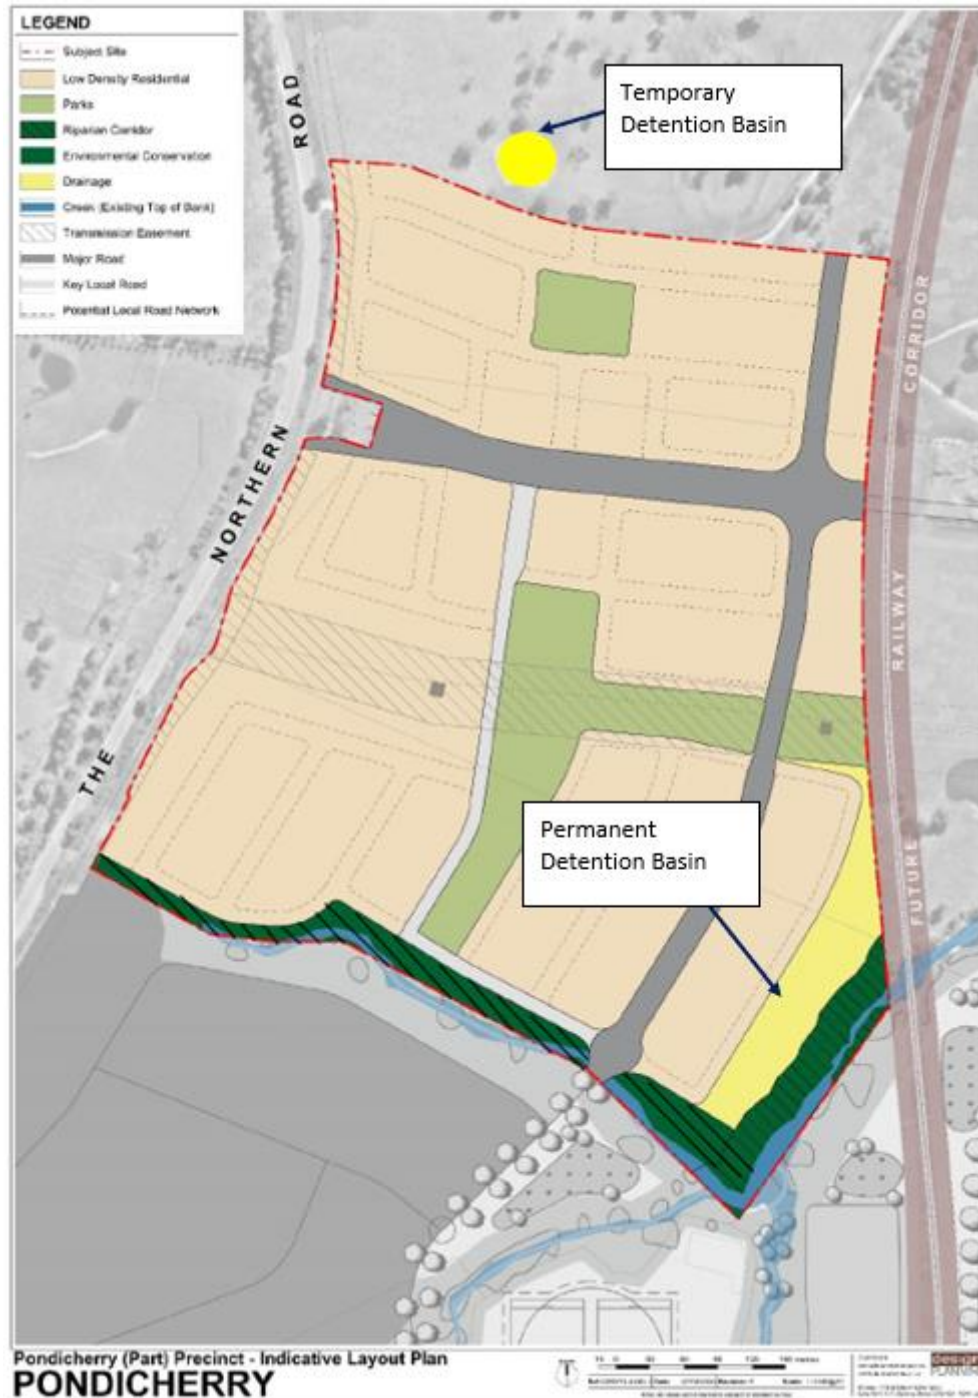 LEGEND
Subject Site
Low Density Residential
Parks
Riparian Corridor
Environmental Conservation
Drainage
Creek (Existing Top of Bank)
Transmission Easement
Major Road
Key Local Road
Potential Local Road Network
Temporary
Detention Basin
THE NORTHERN ROAD
Permanent
Detention Basin
FUTURE RAILWAY CORRIDOR
Pondicherry (Part) Precinct - Indicative Layout Plan
PONDICHERRY